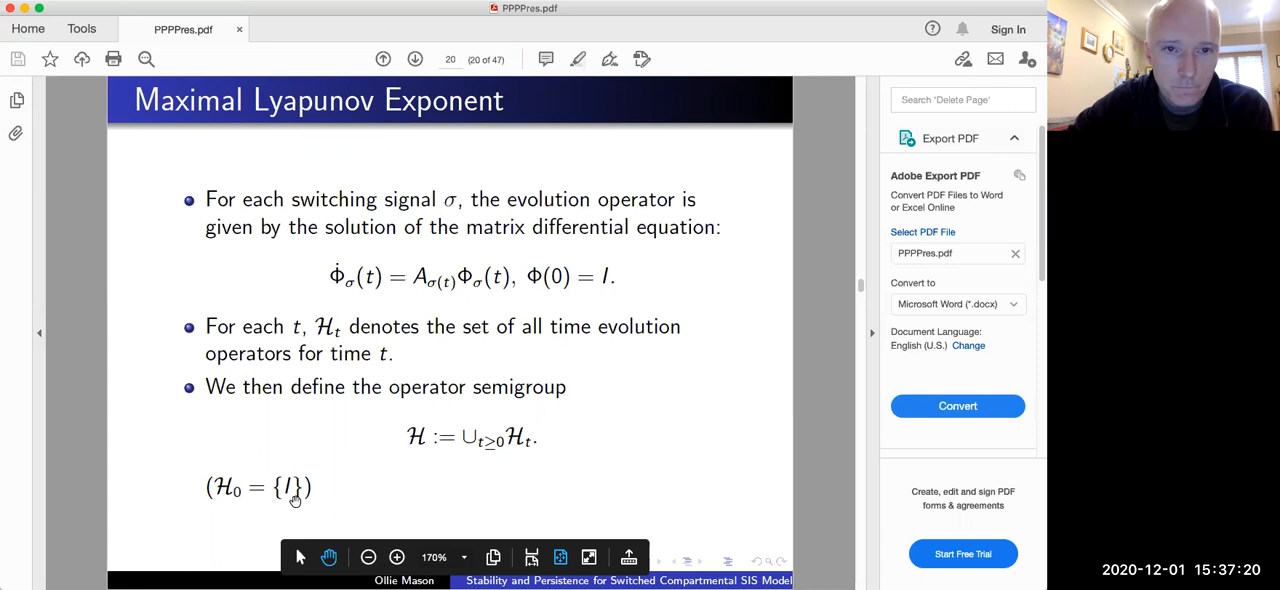 PPPPres.pdf
Home
Tools
PPPPres.pdf
×
Sign In
20
(20 of 47)
Maximal Lyapunov Exponent
For each switching signal σ, the evolution operator is
given by the solution of the matrix differential equation:
Φ̇σ(t) = Aσ(t)Φσ(t), Φ(0) = I.
For each t, ℋt denotes the set of all time evolution
operators for time t.
We then define the operator semigroup
ℋ := ∪t≥0ℋt.
(ℋ0 = {I})
170%
Ollie Mason
Stability and Persistence for Switched Compartmental SIS Model
Search 'Delete Page'
Export PDF
Adobe Export PDF
Convert PDF Files to Word
or Excel Online
Select PDF File
PPPPres.pdf
Convert to
Microsoft Word (*.docx)
Document Language:
English (U.S.) Change
Convert
Create, edit and sign PDF
forms & agreements
Start Free Trial
2020-12-01 15:37:20